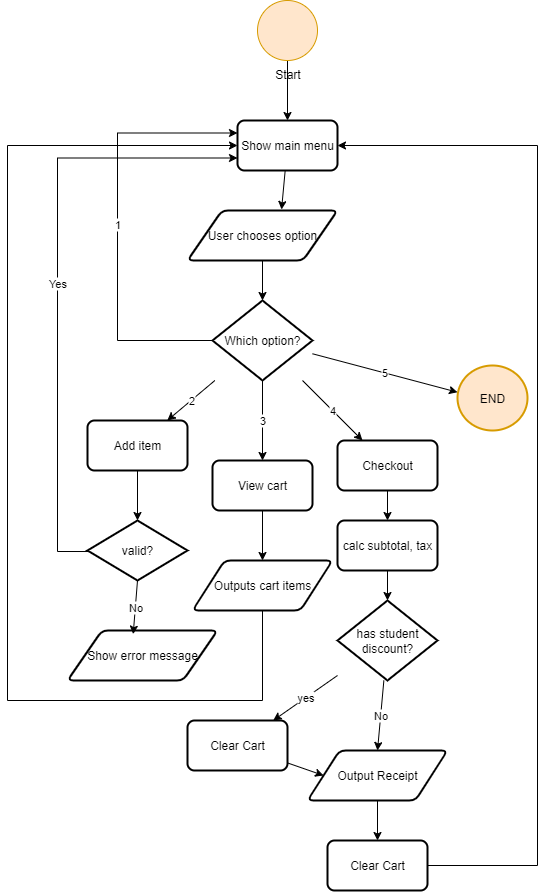 Start
Show main menu
1
User chooses option
Yes
Which option?
5
END
2
3
4
Add item
Checkout
View cart
valid?
calc subtotal, tax
Outputs cart items
No
has student
discount?
Show error message
yes
No
Clear Cart
Output Receipt
Clear Cart